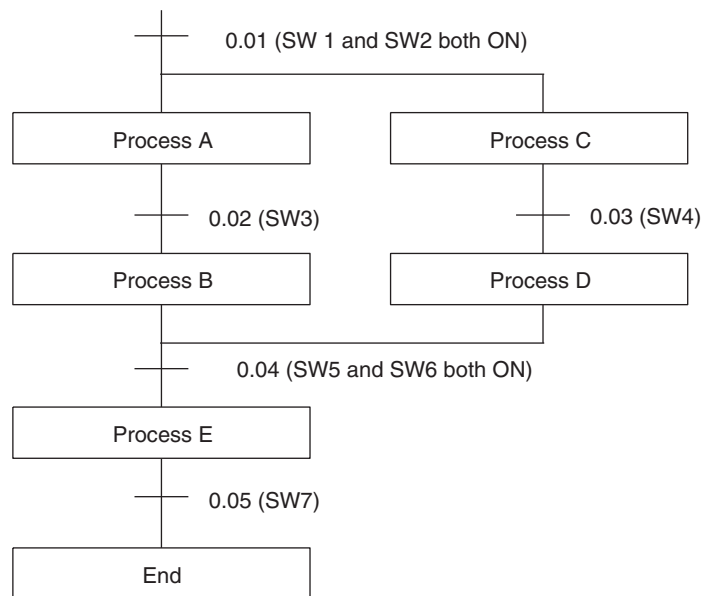 0.01 (SW 1 and SW2 both ON)
Process A
Process C
0.02 (SW3)
0.03 (SW4)
Process B
Process D
0.04 (SW5 and SW6 both ON)
Process E
0.05 (SW7)
End